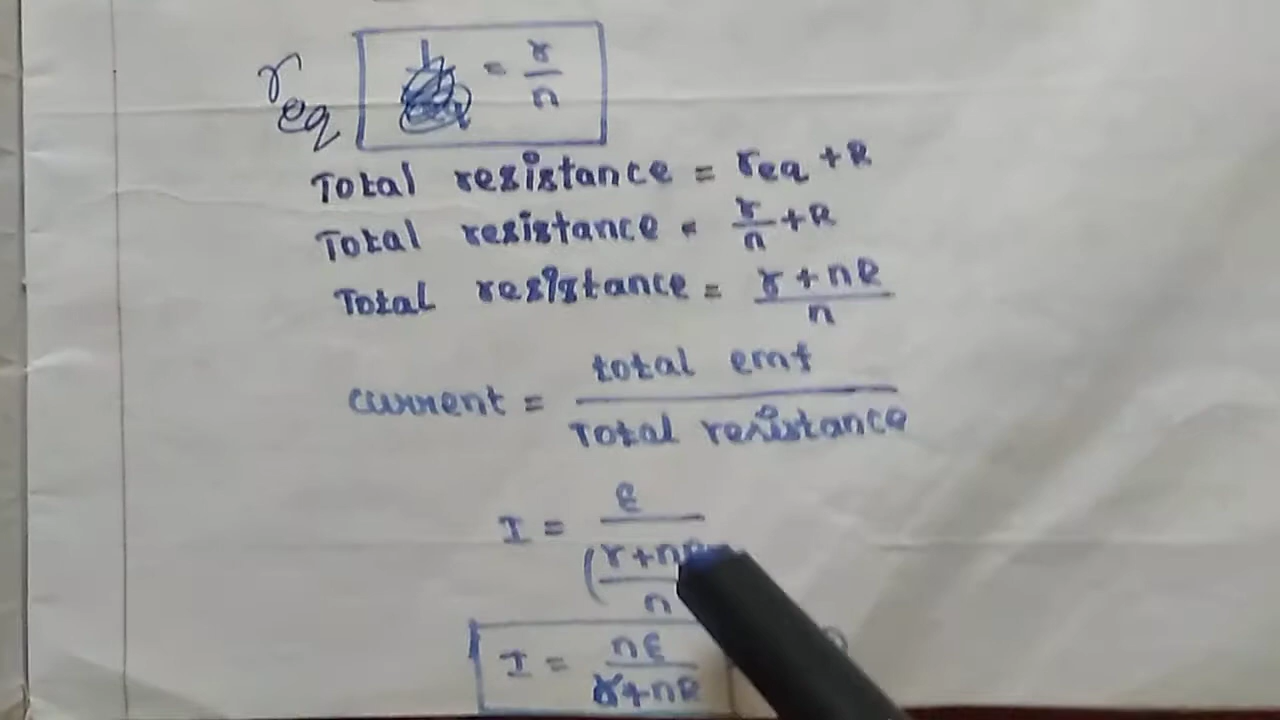 r_eq = r/n
Total resistance = r_eq + R
Total resistance = r/n + R
Total resistance = (r + nR)/n
current = total emf / Total resistance
I = ε / ((r + nR)/n
I = nε / (r + nR)